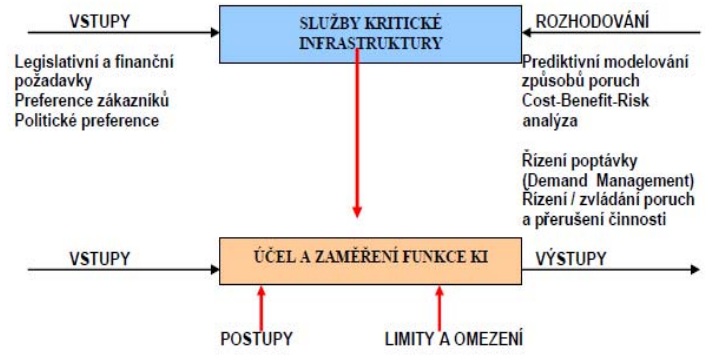 VSTUPY
SLUŽBY KRITICKÉ
INFRASTRUKTURY
ROZHODOVÁNÍ
Legislativní a finanční
požadavky
Preference zákazníků
Politické preference
Prediktivní modelování
způsobů poruch
Cost-Benefit-Risk
analýza
Řízení poptávky
(Demand Management)
Řízení / zvládání poruch
a přerušení činnosti
VSTUPY
ÚČEL A ZAMĚŘENÍ FUNKCE KI
VÝSTUPY
POSTUPY
LIMITY A OMEZENÍ